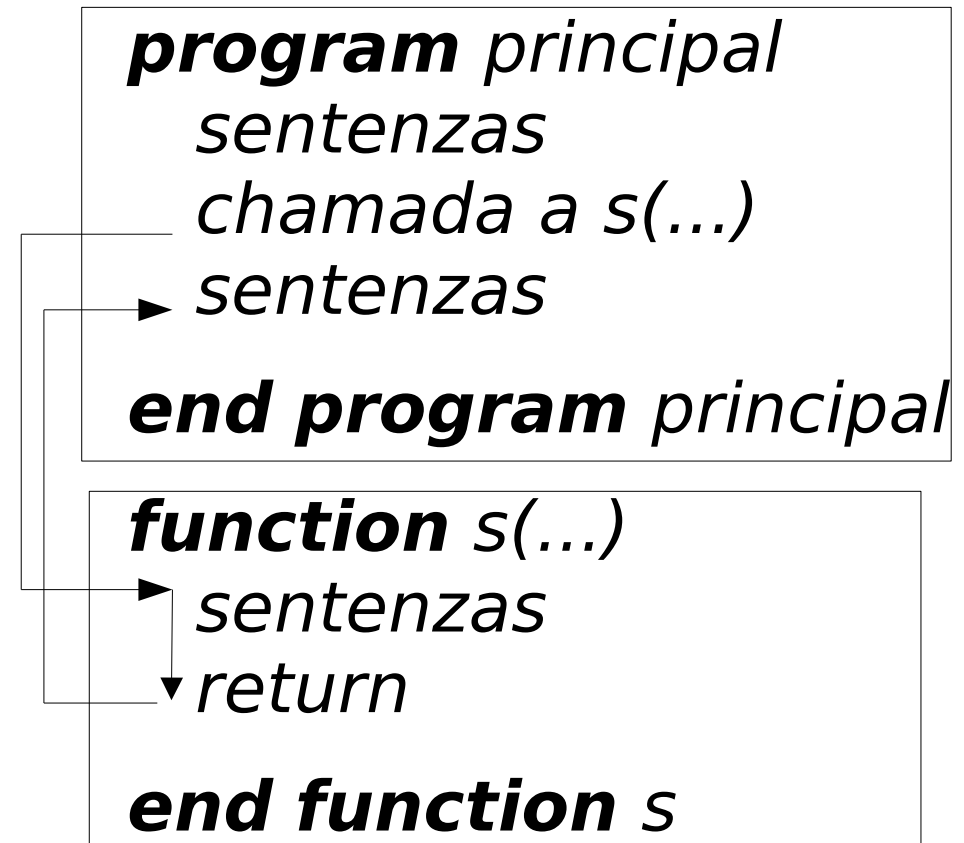 program principal
sentenzas
chamada a s(...)
sentenzas
end program principal
function s(...)
sentenzas
return
end function s